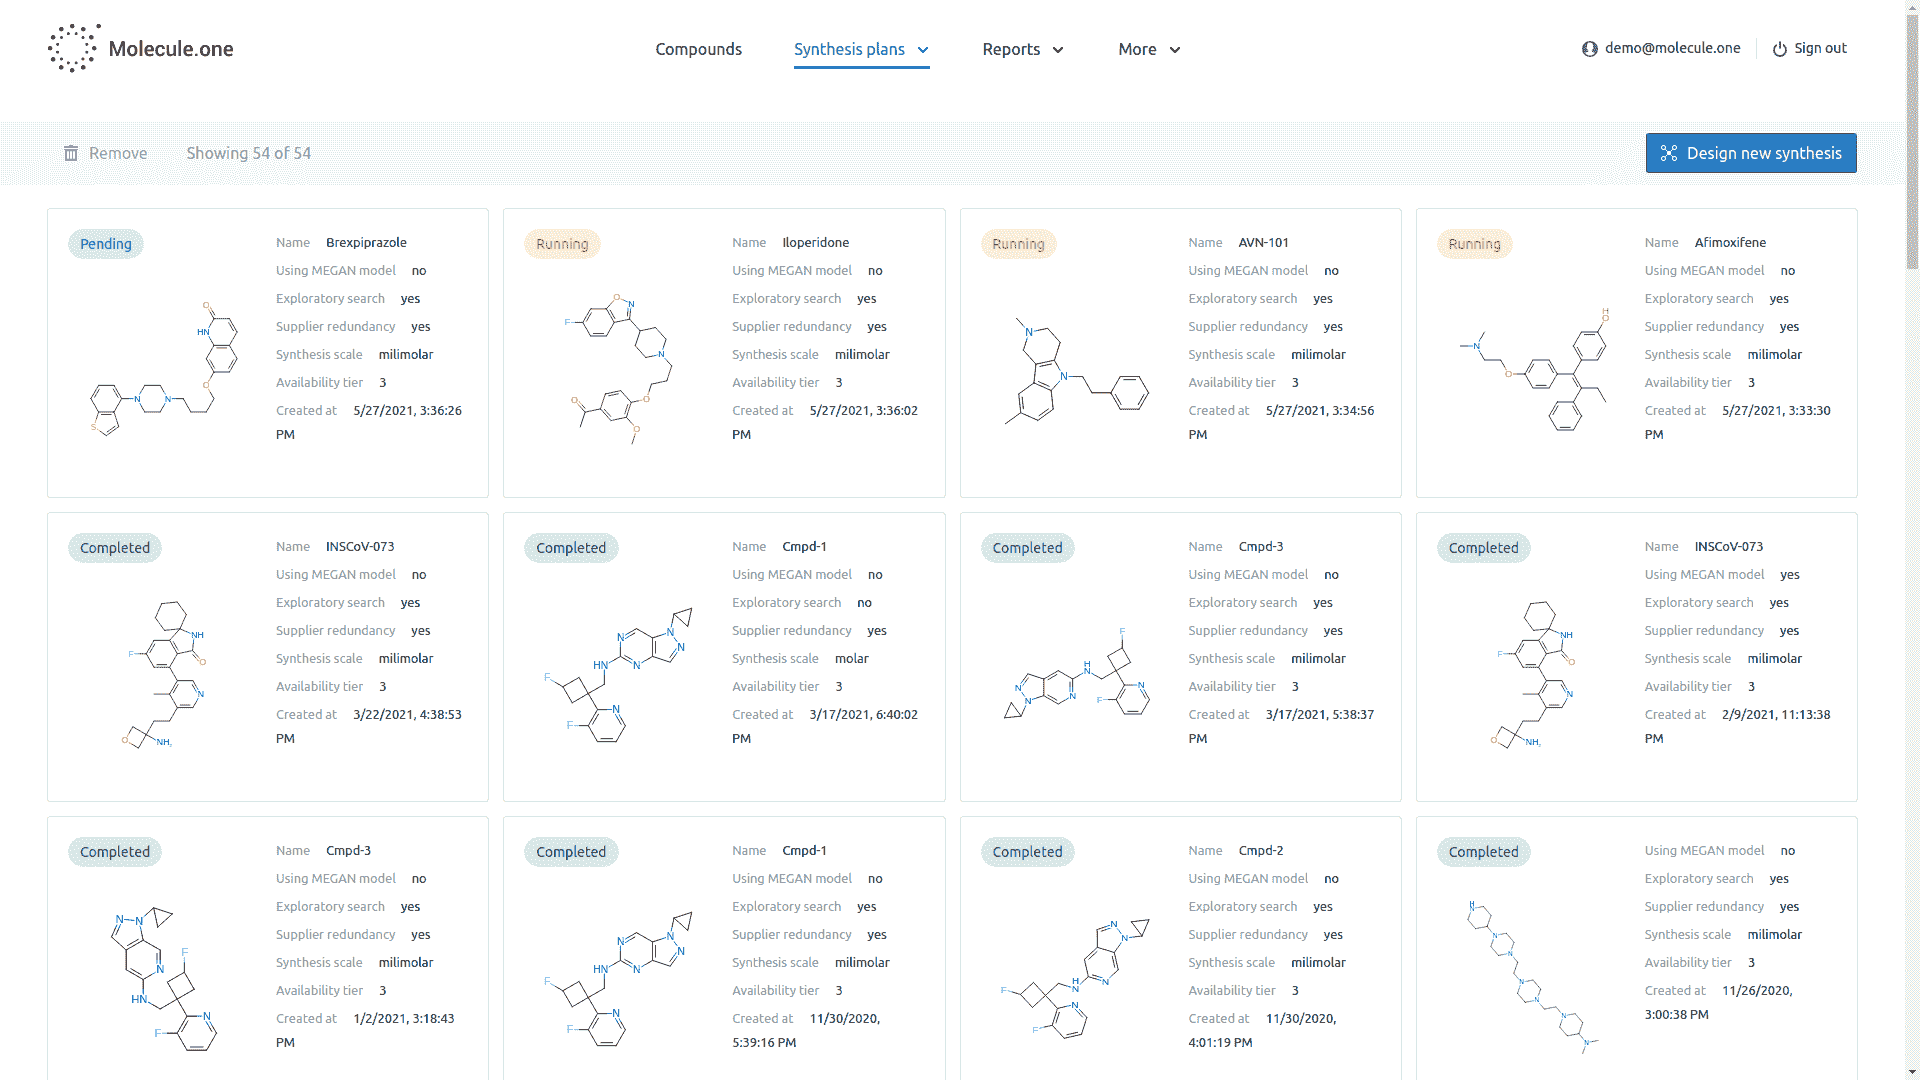 Molecule.one
Compounds
Synthesis plans
Reports
More
demo@molecule.one
Sign out
Remove
Showing 54 of 54
Design new synthesis
Pending
Name Brexpiprazole
Using MEGAN model no
Exploratory search yes
Supplier redundancy yes
Synthesis scale milimolar
Availability tier 3
Created at 5/27/2021, 3:36:26
PM
O
HN
O
N
N
S
Running
Name Iloperidone
Using MEGAN model no
Exploratory search yes
Supplier redundancy yes
Synthesis scale milimolar
Availability tier 3
Created at 5/27/2021, 3:36:02
PM
O
N
F
N
O
O
O
Running
Name AVN-101
Using MEGAN model no
Exploratory search yes
Supplier redundancy yes
Synthesis scale milimolar
Availability tier 3
Created at 5/27/2021, 3:34:56
PM
N
N
Running
Name Afimoxifene
Using MEGAN model no
Exploratory search yes
Supplier redundancy yes
Synthesis scale milimolar
Availability tier 3
Created at 5/27/2021, 3:33:30
PM
H
O
N
O
Completed
Name INSCoV-073
Using MEGAN model no
Exploratory search yes
Supplier redundancy yes
Synthesis scale milimolar
Availability tier 3
Created at 3/22/2021, 4:38:53
PM
NH
F
O
N
O
NH₂
Completed
Name Cmpd-1
Using MEGAN model no
Exploratory search no
Supplier redundancy yes
Synthesis scale molar
Availability tier 3
Created at 3/17/2021, 6:40:02
PM
N
N
N
HN
N
F
N
F
Completed
Name Cmpd-3
Using MEGAN model no
Exploratory search yes
Supplier redundancy yes
Synthesis scale milimolar
Availability tier 3
Created at 3/17/2021, 5:38:37
PM
F
H
N
N
N
N
N
F
Completed
Name INSCoV-073
Using MEGAN model yes
Exploratory search yes
Supplier redundancy yes
Synthesis scale milimolar
Availability tier 3
Created at 2/9/2021, 11:13:38
PM
NH
F
O
N
O
NH₂
Completed
Name Cmpd-3
Using MEGAN model no
Exploratory search yes
Supplier redundancy yes
Synthesis scale milimolar
Availability tier 3
Created at 1/2/2021, 3:18:43
PM
N
N
F
N
HN
N
F
Completed
Name Cmpd-1
Using MEGAN model no
Exploratory search yes
Supplier redundancy yes
Synthesis scale milimolar
Availability tier 3
Created at 11/30/2020,
5:39:16 PM
N
N
N
HN
N
F
N
F
Completed
Name Cmpd-2
Using MEGAN model no
Exploratory search yes
Supplier redundancy yes
Synthesis scale milimolar
Availability tier 3
Created at 11/30/2020,
4:01:19 PM
N
N
H
N
N
F
N
F
Completed
Using MEGAN model no
Exploratory search yes
Supplier redundancy yes
Synthesis scale milimolar
Availability tier 3
Created at 11/26/2020,
3:00:38 PM
H
N
N
N
N
N
N
N